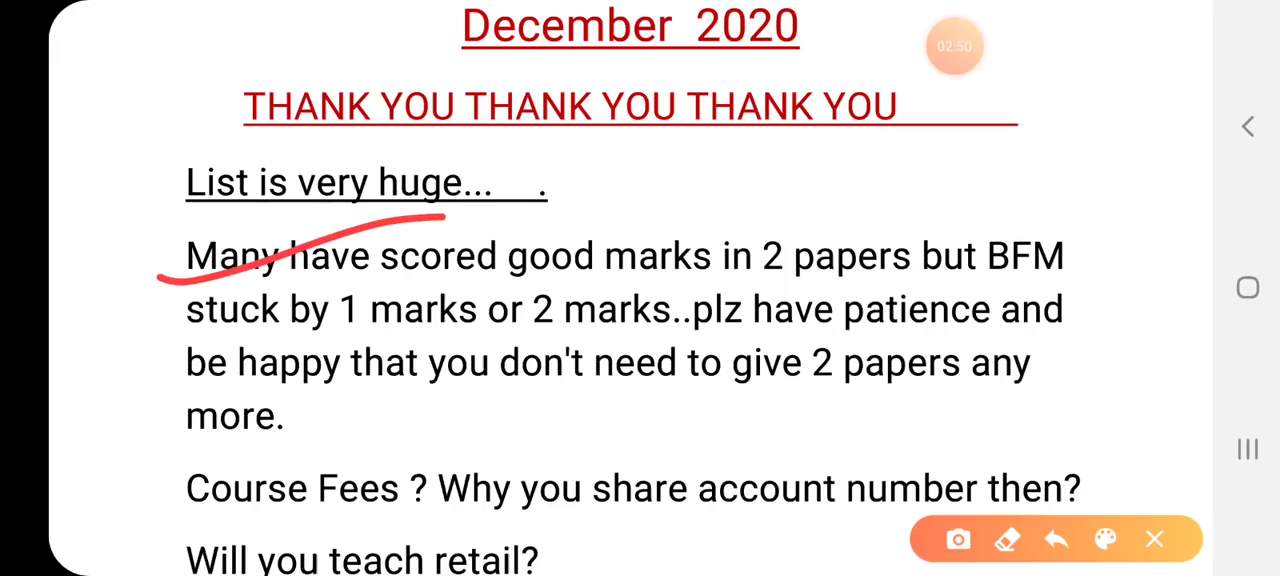 December 2020
02:50
THANK YOU THANK YOU THANK YOU
List is very huge... .
Many have scored good marks in 2 papers but BFM
stuck by 1 marks or 2 marks..plz have patience and
be happy that you don't need to give 2 papers any
more.
Course Fees ? Why you share account number then?
Will you teach retail?